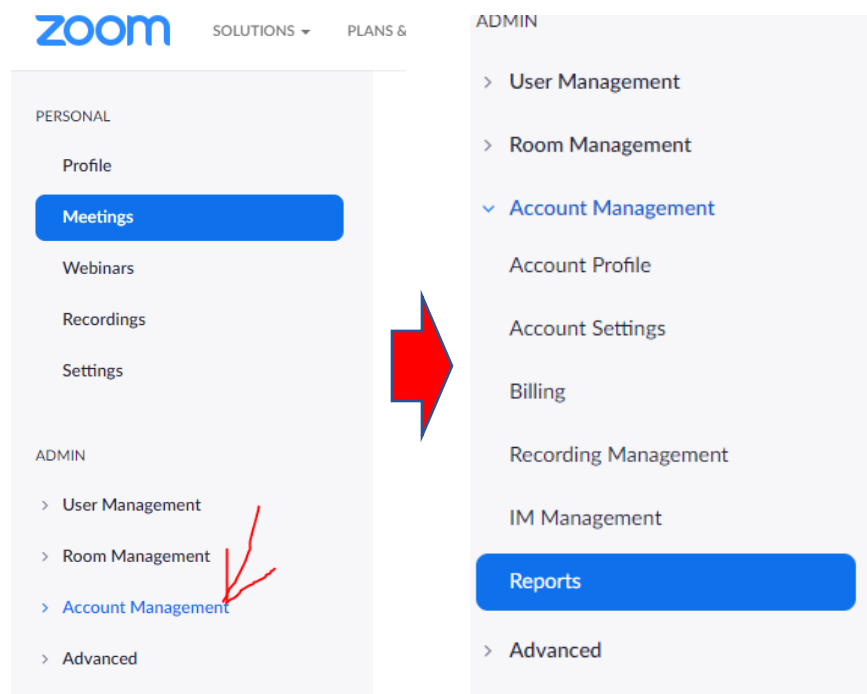 zoom
SOLUTIONS
PLANS &
PERSONAL
Profile
Meetings
Webinars
Recordings
Settings
ADMIN
User Management
Room Management
Account Management
Advanced
ADMIN
User Management
Room Management
Account Management
Account Profile
Account Settings
Billing
Recording Management
IM Management
Reports
Advanced